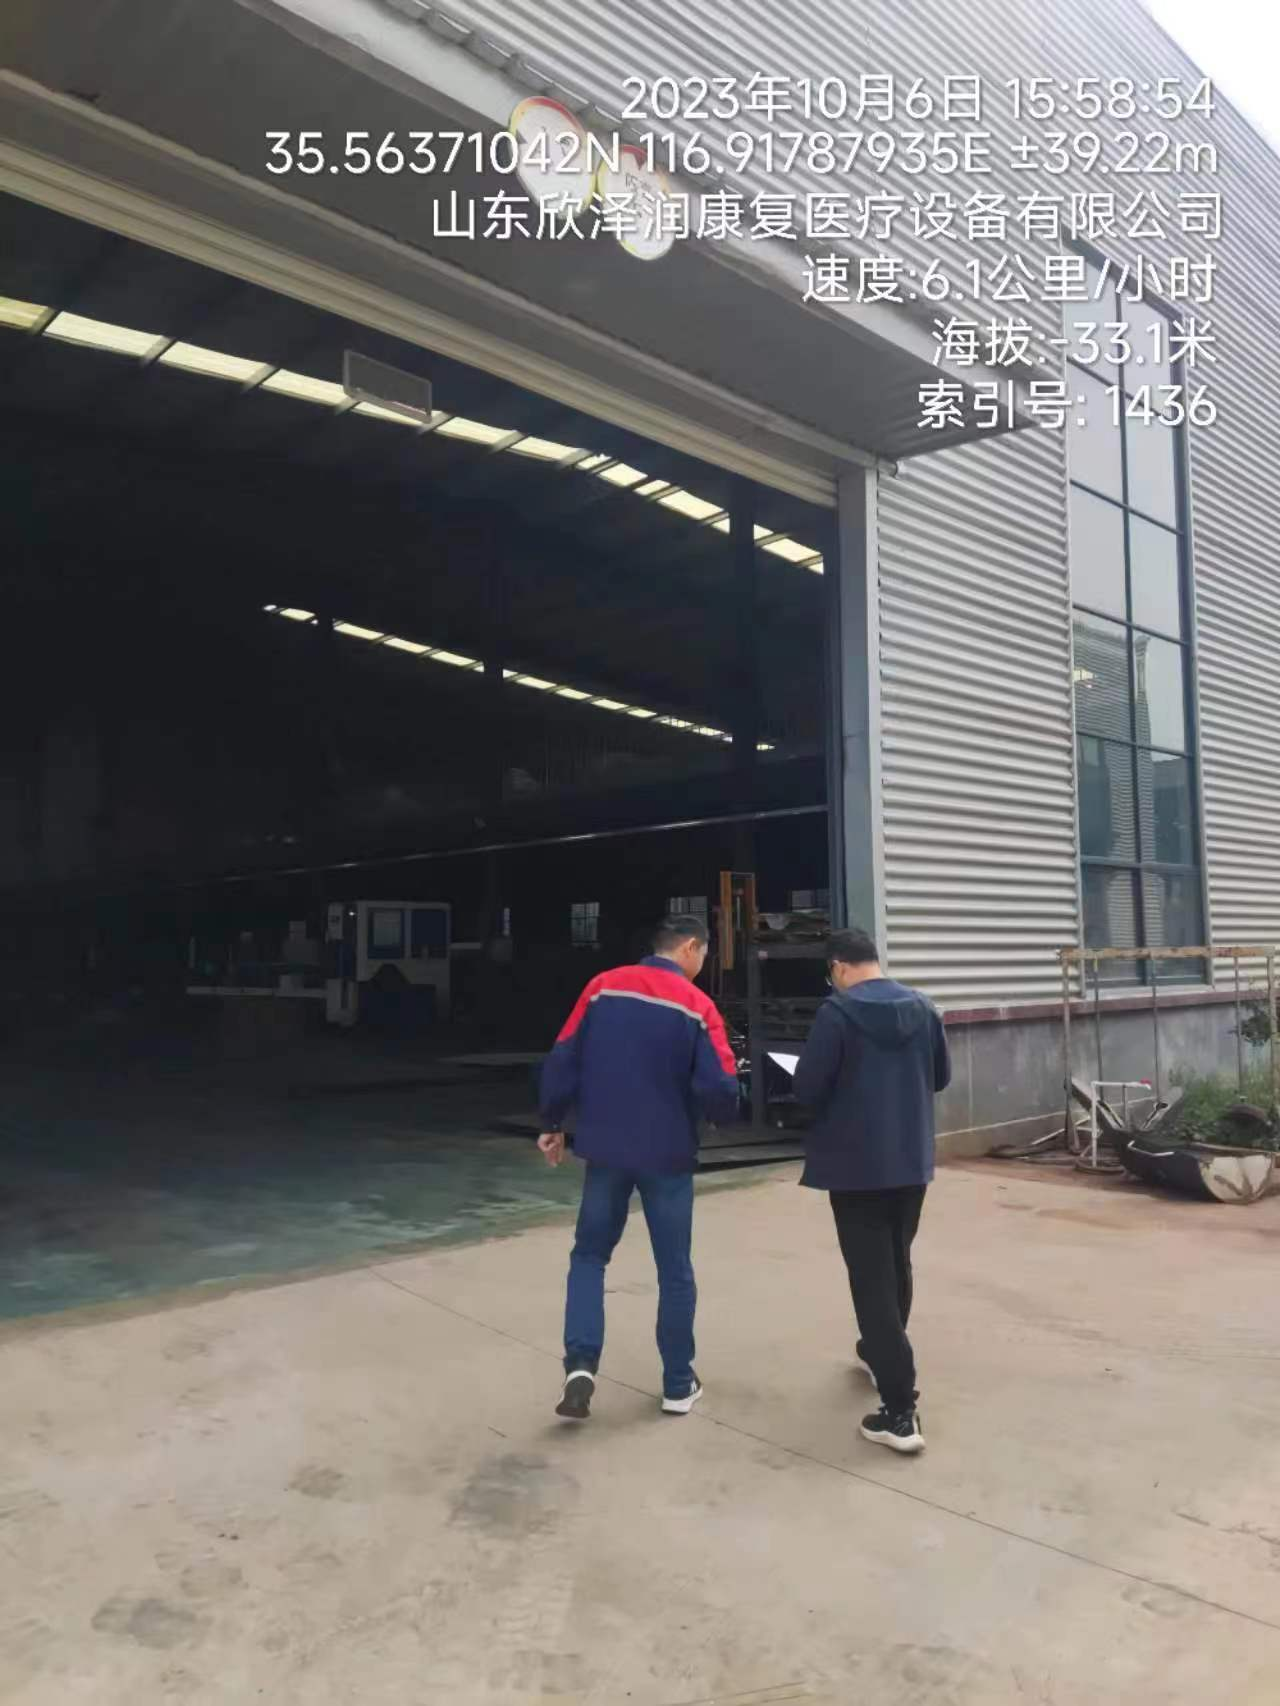 2023年10月6日 15:58:54
35.56371042N 116.91787935E ±39.22m
山东欣泽润康复医疗设备有限公司
速度:6.1公里/小时
海拔:-33.1米
索引号: 1436